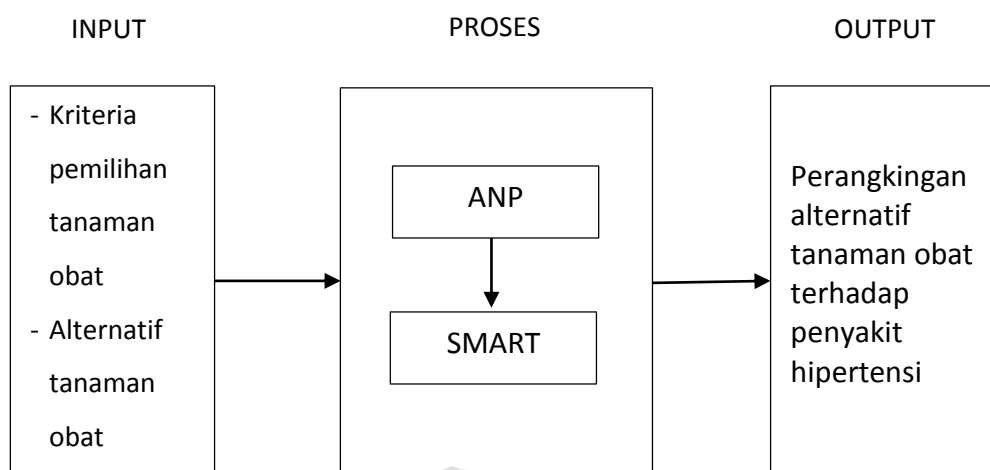 INPUT
PROSES
OUTPUT
- Kriteria
pemilihan
tanaman
obat
- Alternatif
tanaman
obat
ANP
SMART
Perangkingan
alternatif
tanaman obat
terhadap
penyakit
hipertensi